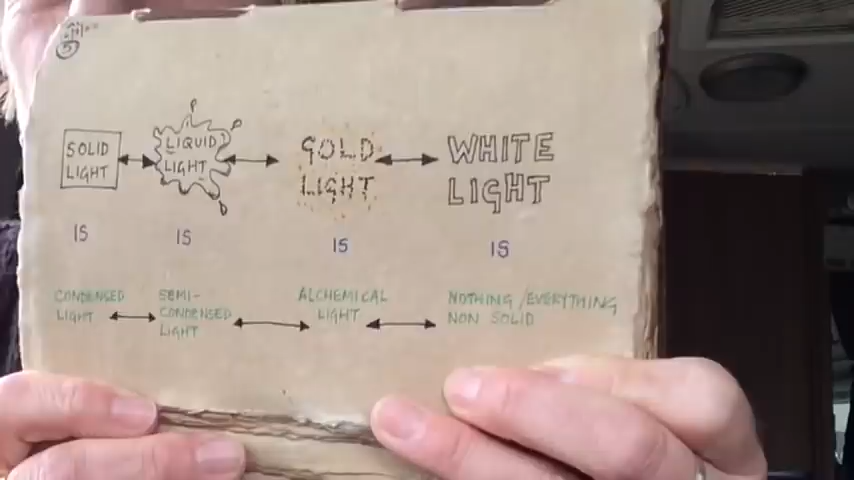 5
SOLID
LIGHT
LIQUID
LIGHT
GOLD
LIGHT
WHITE
LIGHT
IS
IS
IS
IS
CONDENSED
LIGHT
SEMI-
CONDENSED
LIGHT
ALCHEMICAL
LIGHT
NOTHING / EVERYTHING
NON SOLID